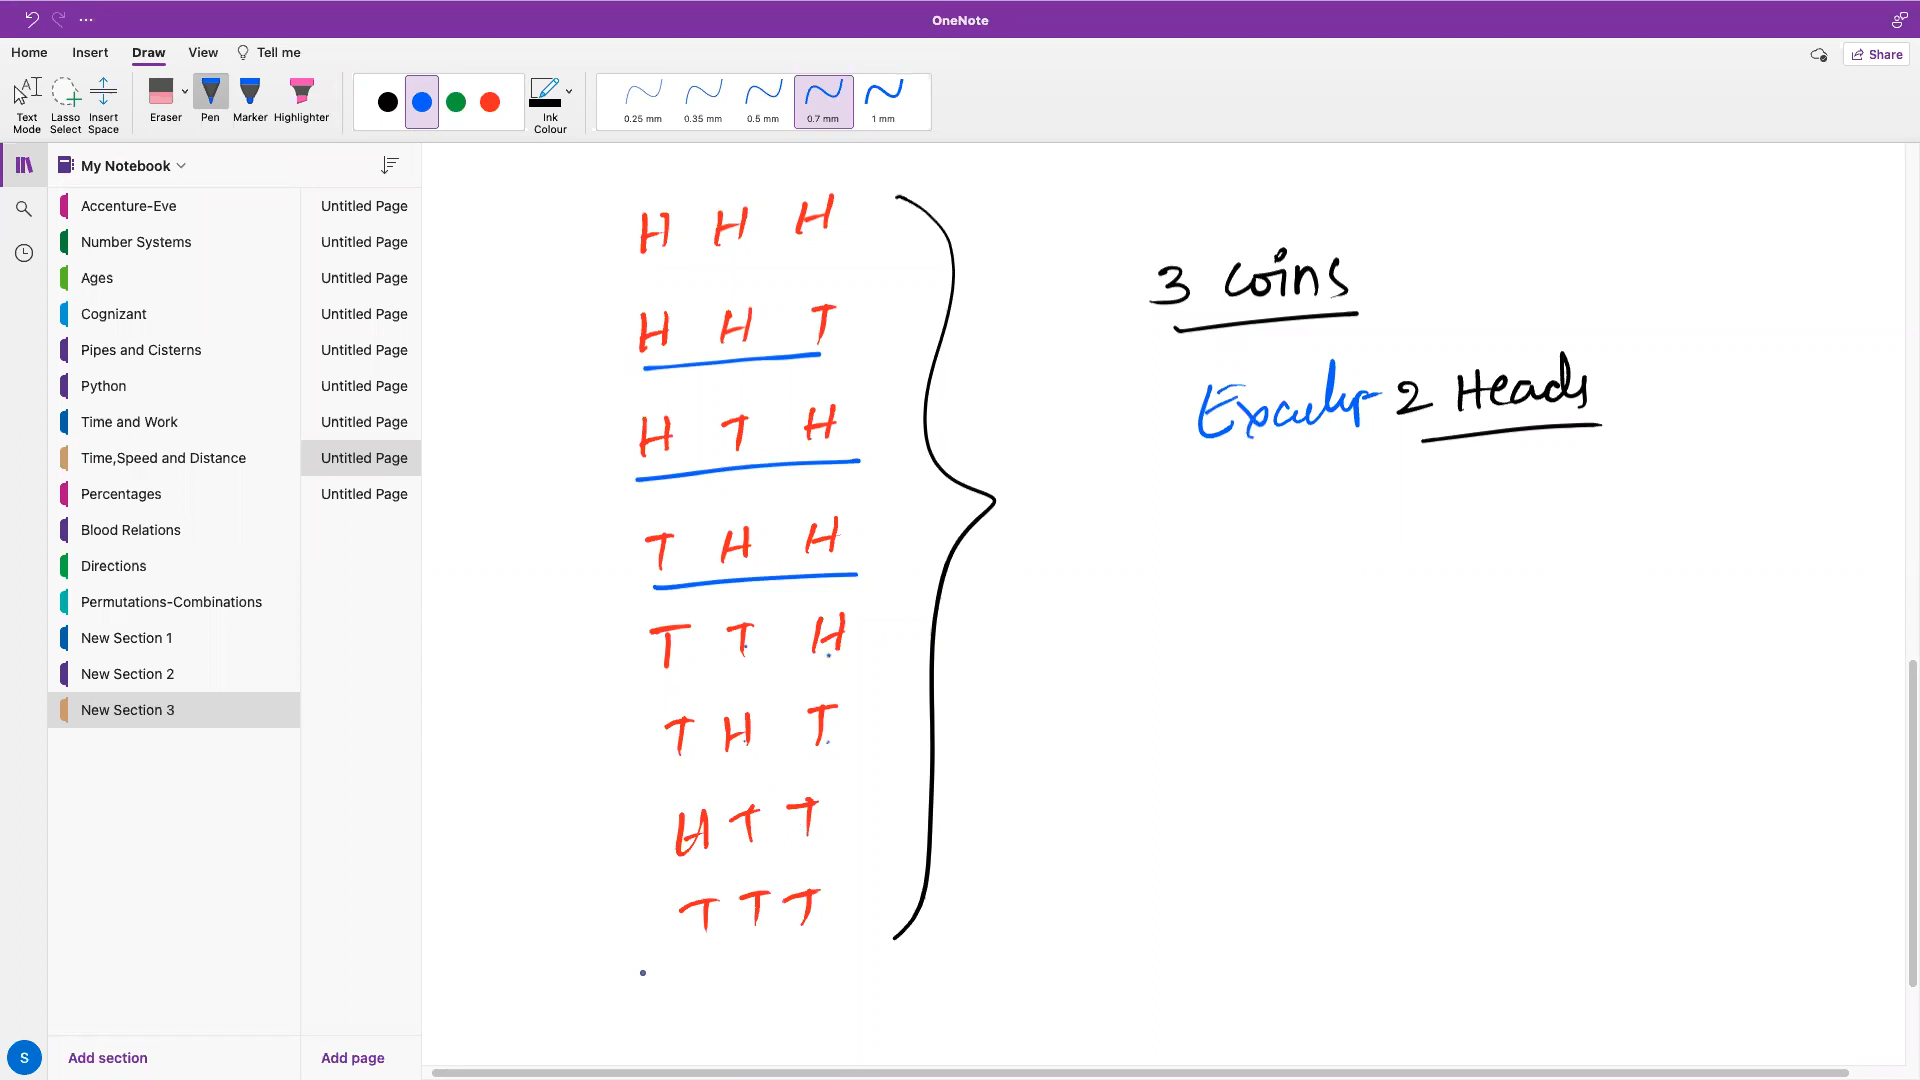 OneNote
Home Insert Draw View Tell me
Share
Text Mode
Lasso Select
Insert Space
Eraser
Pen
Marker
Highlighter
Ink Colour
0.25 mm
0.35 mm
0.5 mm
0.7 mm
1 mm
My Notebook
Accenture-Eve
Number Systems
Ages
Cognizant
Pipes and Cisterns
Python
Time and Work
Time,Speed and Distance
Percentages
Blood Relations
Directions
Permutations-Combinations
New Section 1
New Section 2
New Section 3
Untitled Page
Untitled Page
Untitled Page
Untitled Page
Untitled Page
Untitled Page
Untitled Page
Untitled Page
Untitled Page
H H H
H H T
H T H
T H H
T T H
T H T
H T T
T T T
3 Coins
Exactly 2 Heads
S
Add section
Add page